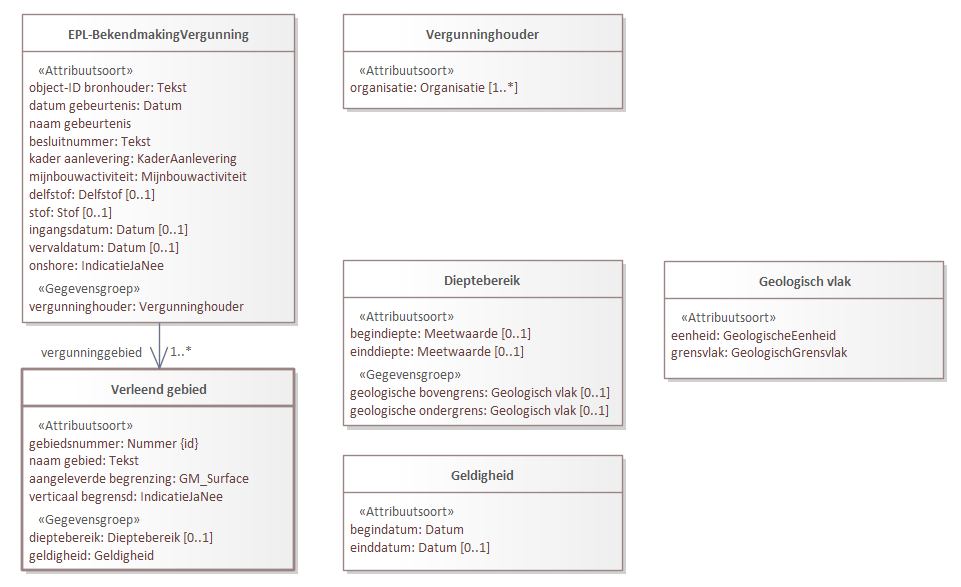 EPL-BekendmakingVergunning
«Attribuutsoort»
object-ID bronhouder: Tekst
datum gebeurtenis: Datum
naam gebeurtenis
besluitnummer: Tekst
kader aanlevering: KaderAanlevering
mijnbouwactiviteit: Mijnbouwactiviteit
delfstof: Delfstof [0..1]
stof: Stof [0..1]
ingangsdatum: Datum [0..1]
vervaldatum: Datum [0..1]
onshore: IndicatieJaNee
«Gegevensgroep»
vergunninghouder: Vergunninghouder
vergunninggebied
1..*
Verleend gebied
«Attribuutsoort»
gebiedsnummer: Nummer {id}
naam gebied: Tekst
aangeleverde begrenzing: GM_Surface
verticaal begrensd: IndicatieJaNee
«Gegevensgroep»
dieptebereik: Dieptebereik [0..1]
geldigheid: Geldigheid
Vergunninghouder
«Attribuutsoort»
organisatie: Organisatie [1..*]
Dieptebereik
«Attribuutsoort»
begindiepte: Meetwaarde [0..1]
einddiepte: Meetwaarde [0..1]
«Gegevensgroep»
geologische bovengrens: Geologisch vlak [0..1]
geologische ondergrens: Geologisch vlak [0..1]
Geldigheid
«Attribuutsoort»
begindatum: Datum
einddatum: Datum [0..1]
Geologisch vlak
«Attribuutsoort»
eenheid: GeologischeEenheid
grensvlak: GeologischGrensvlak